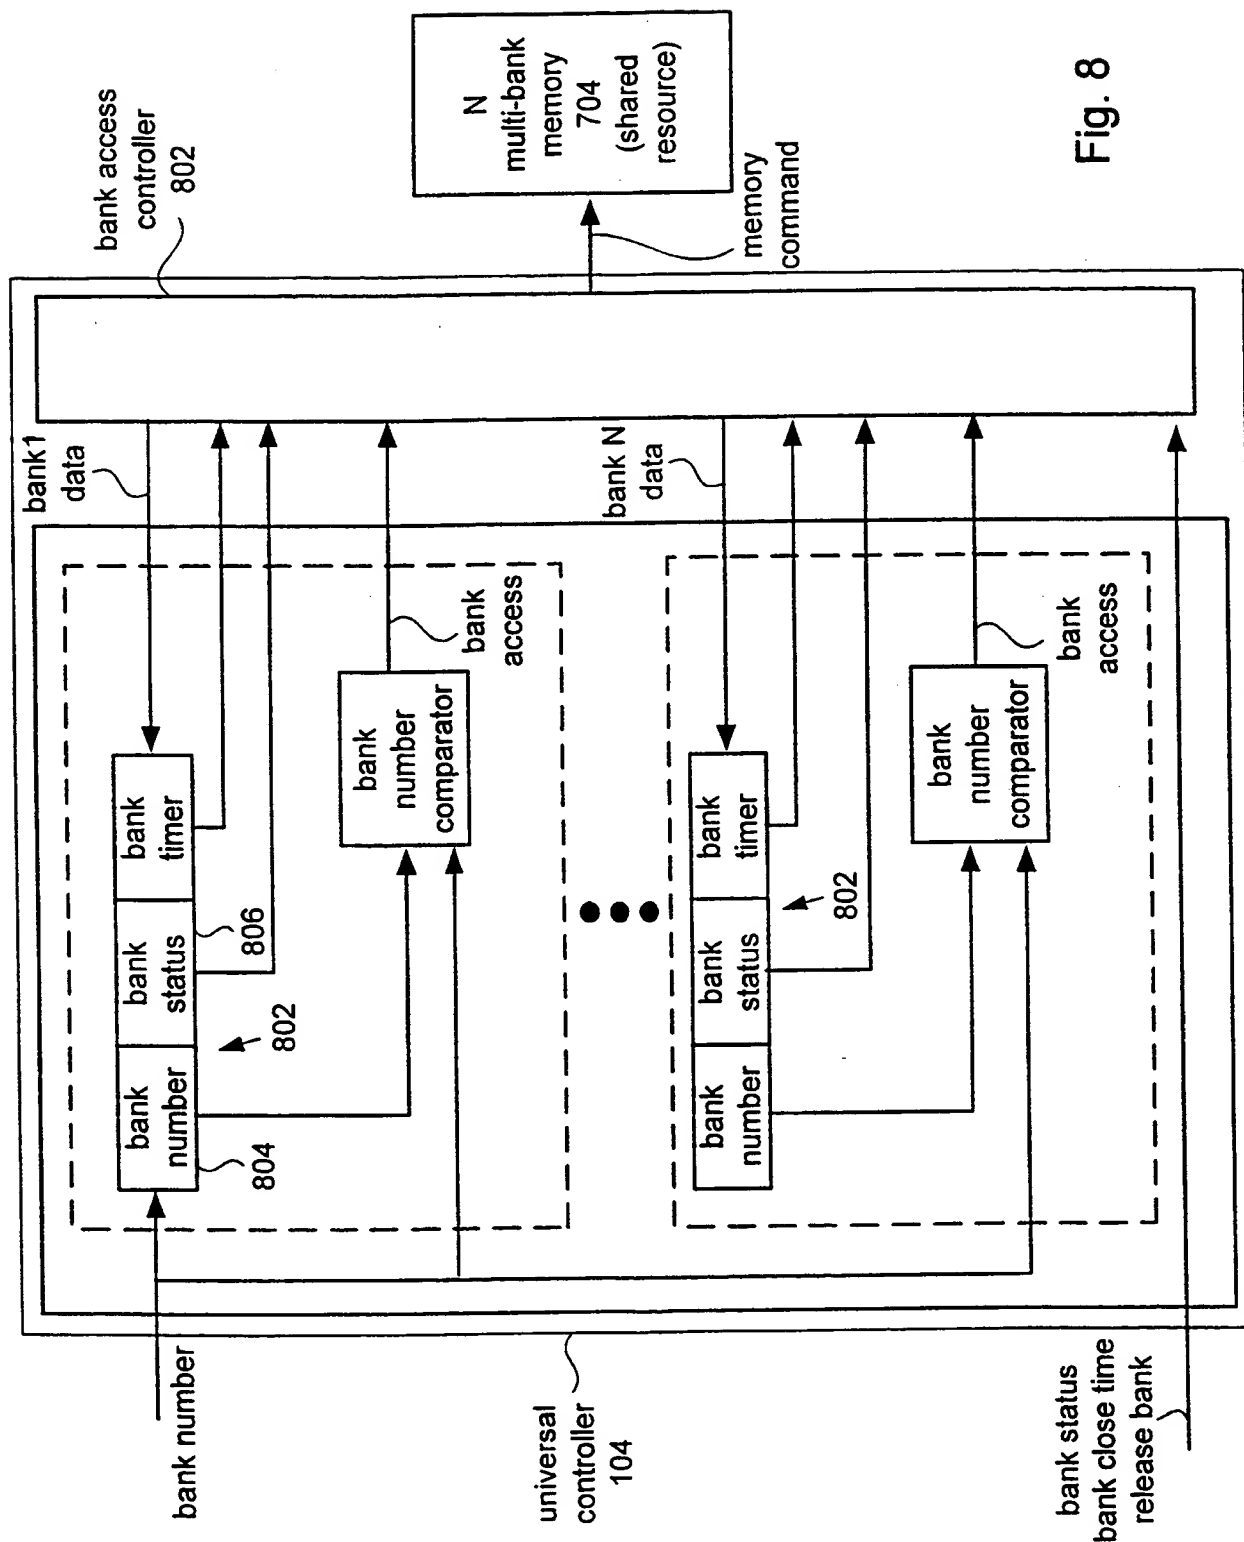 bank access
controller
802
N
multi-bank
memory
704
(shared
resource)
memory
command
bank1
data
bank
number
bank
status
bank
timer
804
802
806
bank
number
comparator
bank
access
bank N
data
bank
number
bank
status
bank
timer
802
bank
number
comparator
bank
access
bank number
universal
controller
104
bank status
bank close time
release bank
Fig. 8